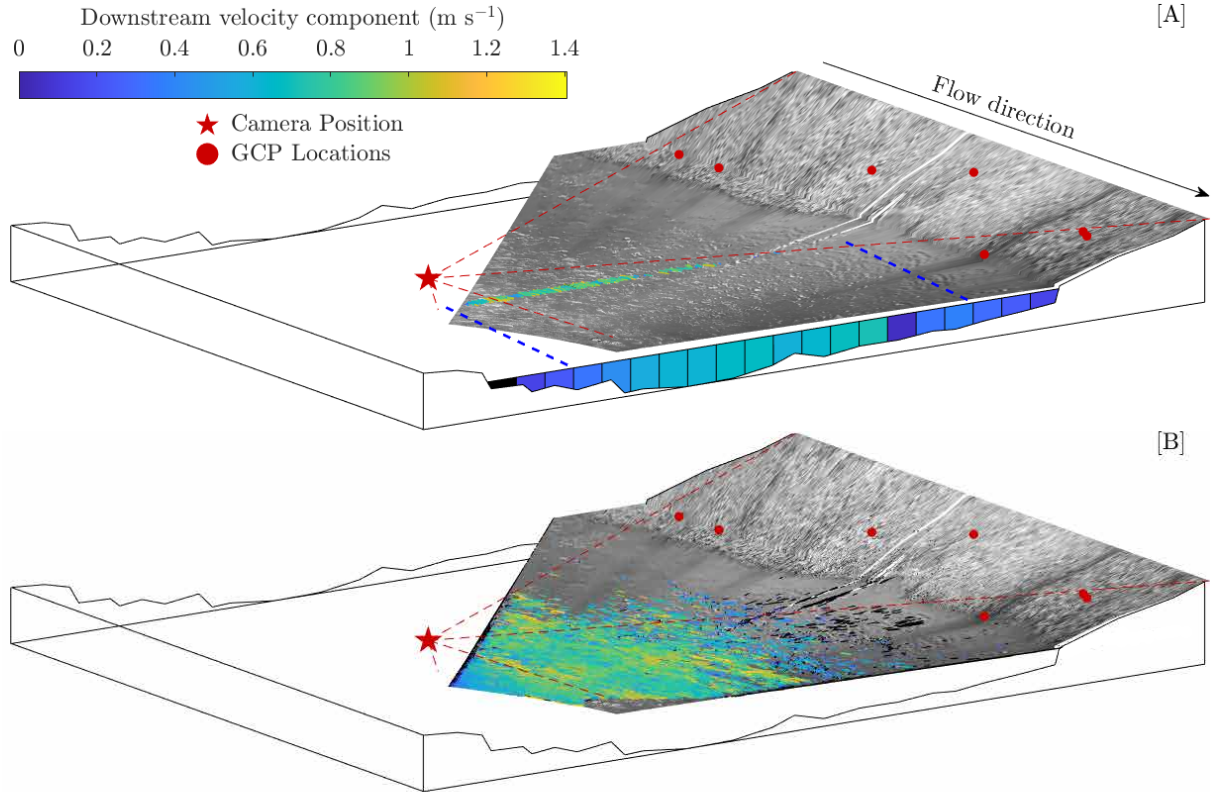 Downstream velocity component (m s⁻¹)
[A]
0 0.2 0.4 0.6 0.8 1 1.2 1.4
Flow direction
Camera Position
GCP Locations
[B]